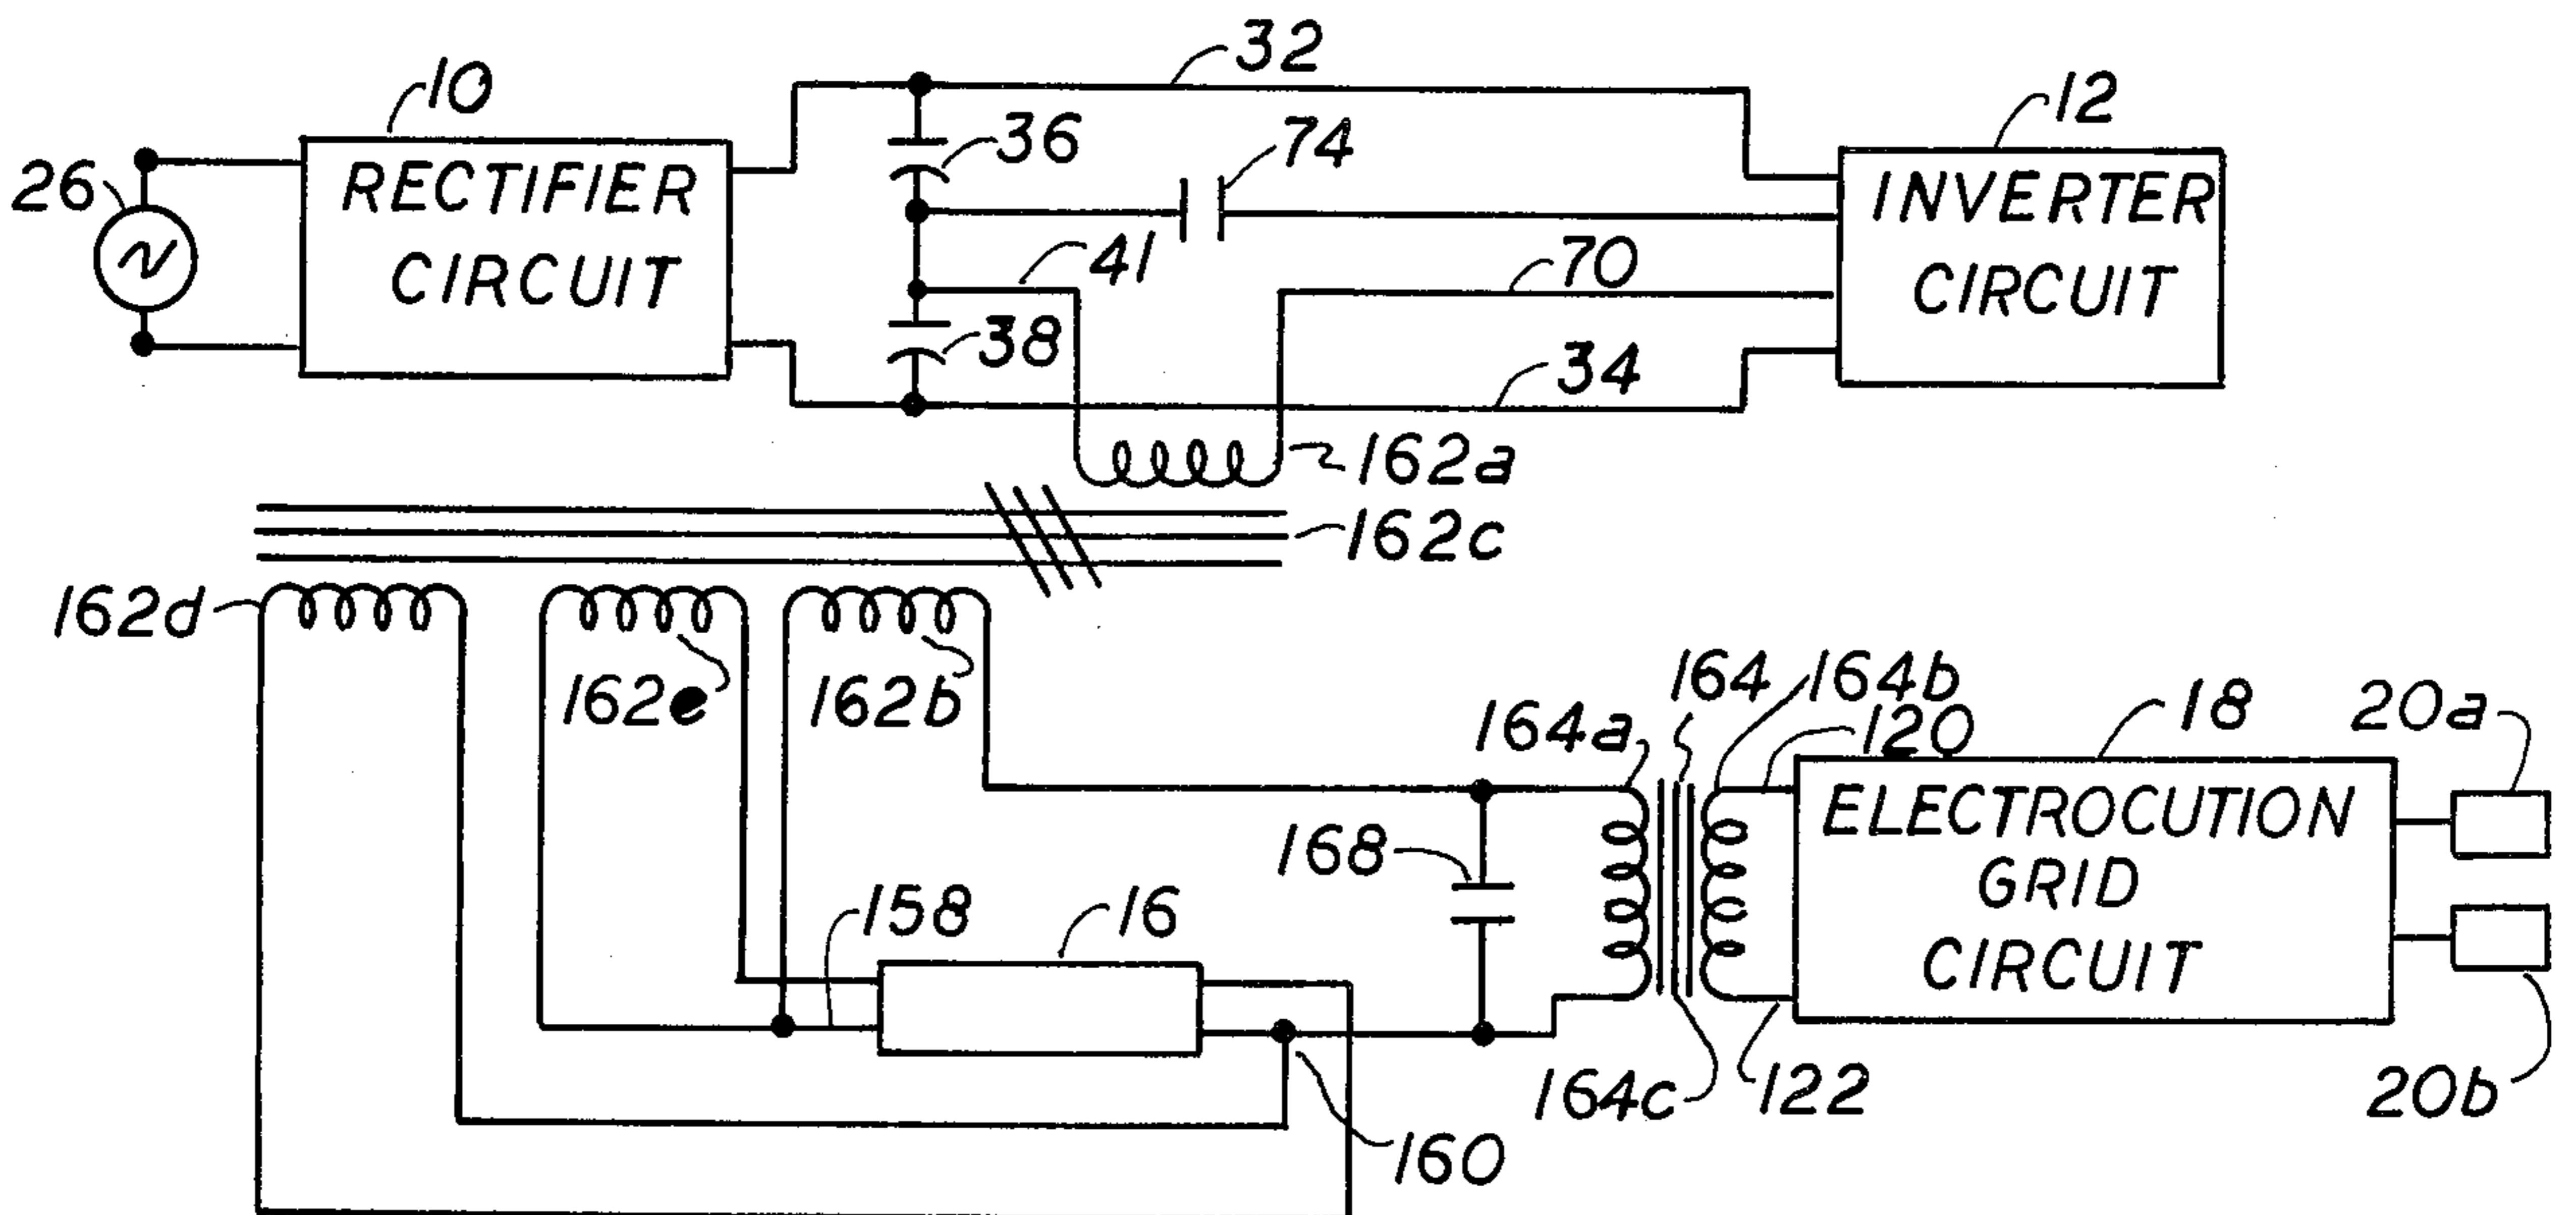 32
10
12
36
74
26
RECTIFIER
CIRCUIT
INVERTER
CIRCUIT
41
70
38
34
162a
162c
162d
162e
162b
164
164b
164a
120
18
20a
ELECTROCUTION
GRID
CIRCUIT
168
158
16
164c
122
20b
160